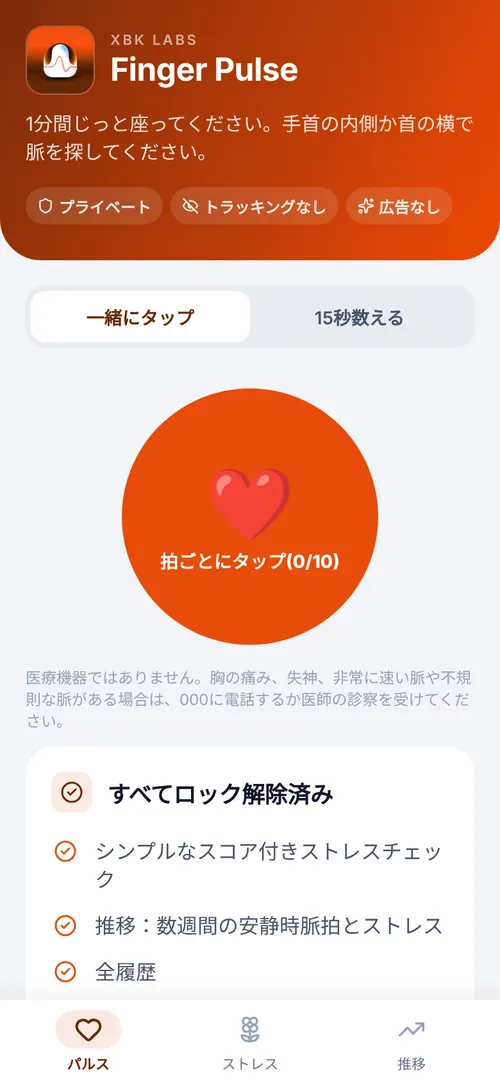 XBK LABS
Finger Pulse
1分間じっと座ってください。手首の内側か首の横で
脈を探してください。
プライベート
トラッキングなし
広告なし
一緒にタップ
15秒数える
拍ごとにタップ(0/10)
医療機器ではありません。胸の痛み、失神、非常に速い脈や不規
則な脈がある場合は、000に電話するか医師の診察を受けてくだ
さい。
すべてロック解除済み
シンプルなスコア付きストレスチェッ
ク
推移：数週間の安静時脈拍とストレス
全履歴
パルス
ストレス
推移